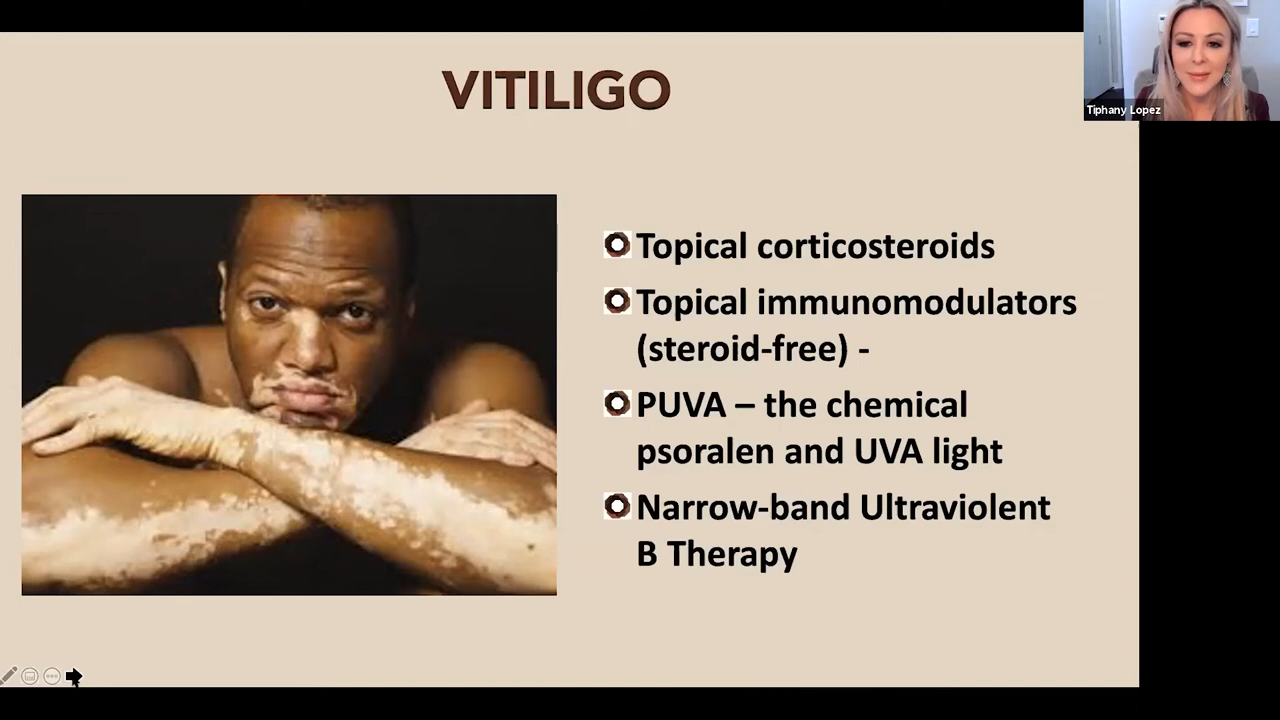 VITILIGO
Tiphany Lopez
Topical corticosteroids
Topical immunomodulators
(steroid-free) -
PUVA – the chemical
psoralen and UVA light
Narrow-band Ultraviolent
B Therapy